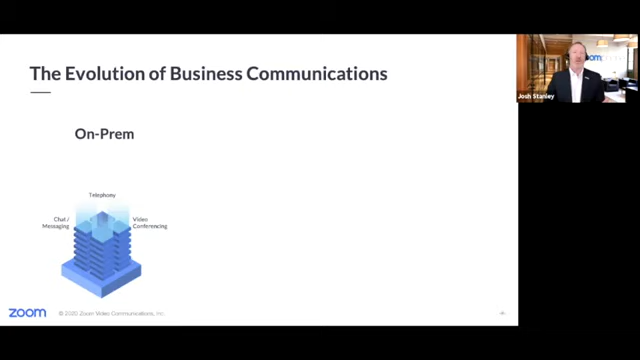 The Evolution of Business Communications
On-Prem
Telephony
Chat /
Messaging
Video
Conferencing
zoom
© 2020 Zoom Video Communications, Inc.
Josh Stanley